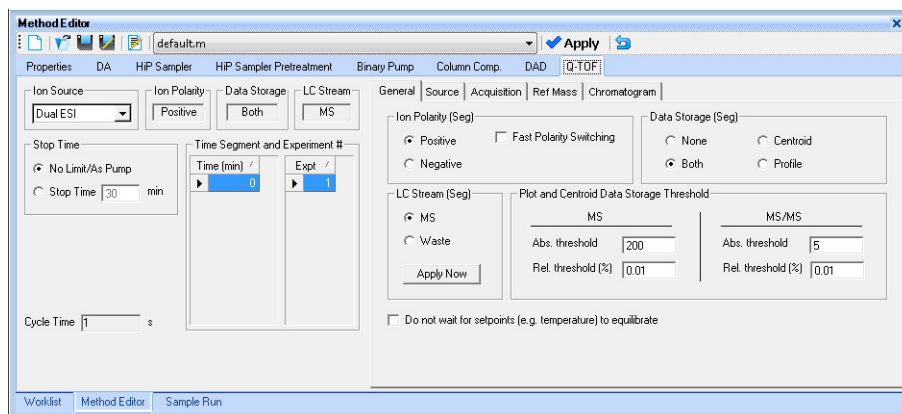 Method Editor
default.m
Apply
Properties DA HiP Sampler HiP Sampler Pretreatment Binary Pump Column Comp. DAD Q-TOF
Ion Source
Dual ESI
Ion Polarity
Positive
Data Storage
Both
LC Stream
MS
Stop Time
No Limit/As Pump
Stop Time 30 min
Time Segment and Experiment #
Time (min) Expt
0 1
Cycle Time 1 s
General Source Acquisition Ref Mass Chromatogram
Ion Polarity (Seg)
Positive Fast Polarity Switching
Negative
Data Storage (Seg)
None Centroid
Both Profile
LC Stream (Seg)
MS
Waste
Apply Now
Plot and Centroid Data Storage Threshold
MS MS/MS
Abs. threshold 200 Abs. threshold 5
Rel. threshold (%) 0.01 Rel. threshold (%) 0.01
Do not wait for setpoints (e.g. temperature) to equilibrate
Worklist Method Editor Sample Run